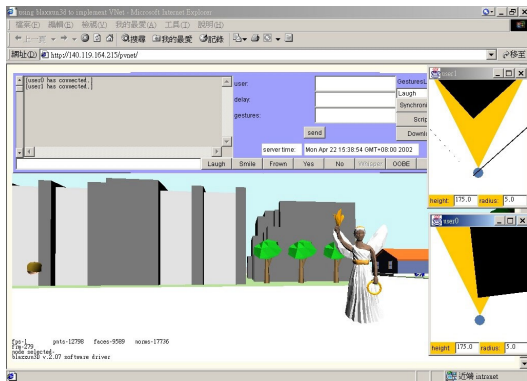 using blaxxun3d to implement VNet - Microsoft Internet Explorer
檔案(F) 編輯(E) 檢視(V) 我的最愛(A) 工具(T) 說明(H)
搜尋 我的最愛 記錄
網址(D) http://140.119.164.215/pvnet/ 移至
[user0 has connected.]
[user1 has connected.]
user:
delay:
gestures:
send
server time: Mon Apr 22 15:38:54 GMT+08:00 2002
GesturesL
Laugh
Synchroni
Scrip
Downl
Laugh Smile Frown Yes No Whisper OOBE
user1
height: 175.0 radius: 5.0
user0
height: 175.0 radius: 5.0
fps-1 pnts-12798 faces-9589 norms-17736
frm-279
node selected-
blaxxun3D v.2.07 software driver
近端 intranet